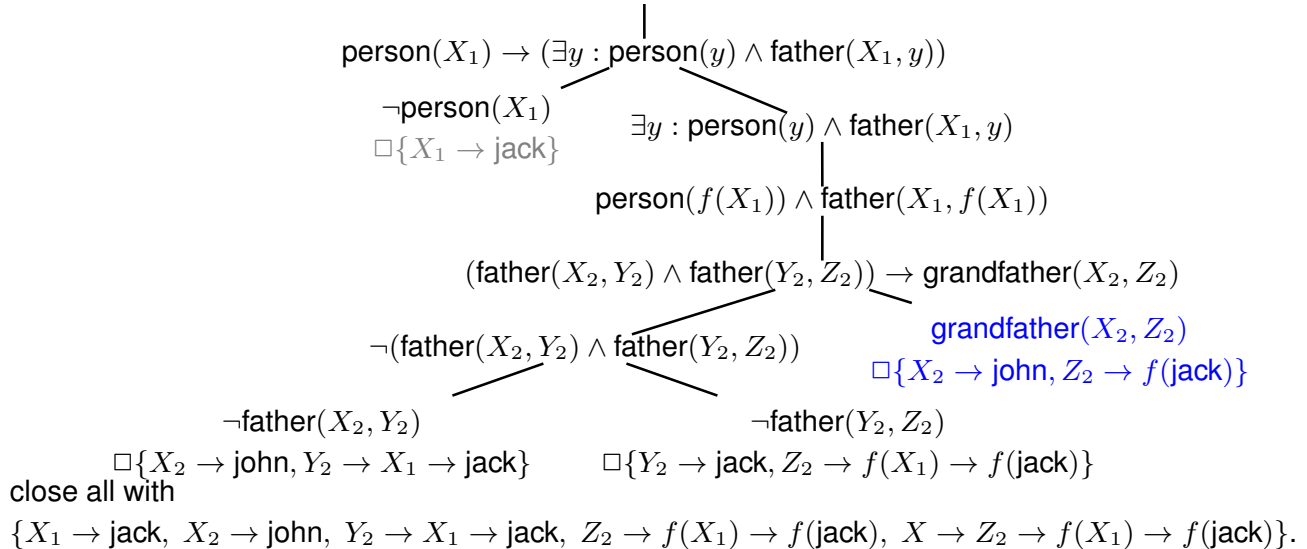 person(X₁) → (∃y : person(y) ∧ father(X₁, y))
¬person(X₁)
□{X₁ → jack}
∃y : person(y) ∧ father(X₁, y)
person(f(X₁)) ∧ father(X₁, f(X₁))
(father(X₂, Y₂) ∧ father(Y₂, Z₂)) → grandfather(X₂, Z₂)
¬(father(X₂, Y₂) ∧ father(Y₂, Z₂))
grandfather(X₂, Z₂)
□{X₂ → john, Z₂ → f(jack)}
¬father(X₂, Y₂)
□{X₂ → john, Y₂ → X₁ → jack}
¬father(Y₂, Z₂)
□{Y₂ → jack, Z₂ → f(X₁) → f(jack)}
close all with
{X₁ → jack, X₂ → john, Y₂ → X₁ → jack, Z₂ → f(X₁) → f(jack), X → Z₂ → f(X₁) → f(jack)}.